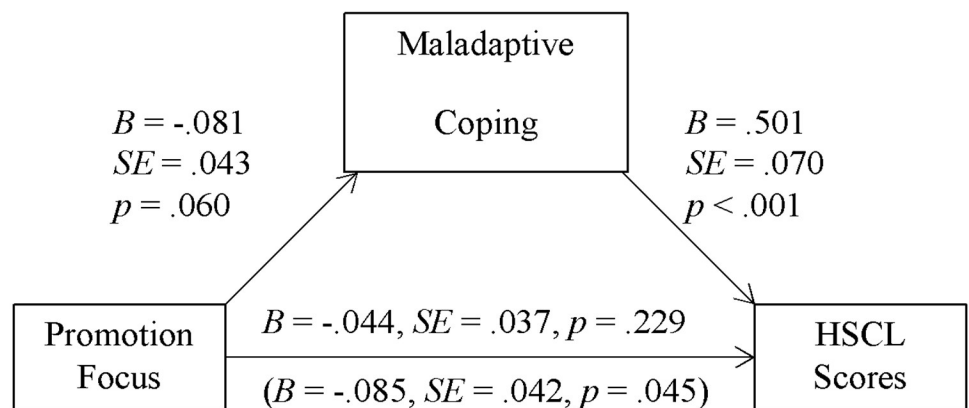 Maladaptive
Coping
B = -.081
SE = .043
p = .060
B = .501
SE = .070
p < .001
Promotion
Focus
B = -.044, SE = .037, p = .229
(B = -.085, SE = .042, p = .045)
HSCL
Scores